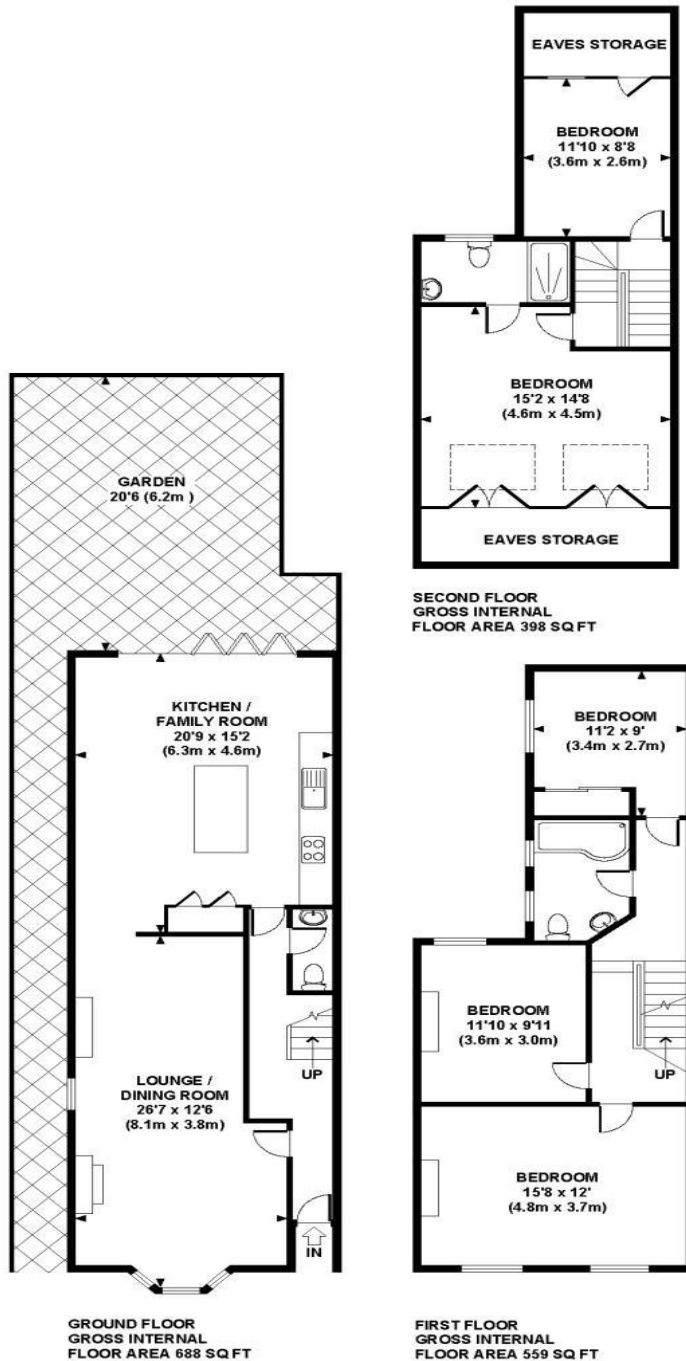 EAVES STORAGE
BEDROOM
11'10 x 8'8
(3.6m x 2.6m)
BEDROOM
15'2 x 14'8
(4.6m x 4.5m)
EAVES STORAGE
SECOND FLOOR
GROSS INTERNAL
FLOOR AREA 398 SQ FT
GARDEN
20'6 (6.2m )
KITCHEN /
FAMILY ROOM
20'9 x 15'2
(6.3m x 4.6m)
UP
LOUNGE /
DINING ROOM
26'7 x 12'6
(8.1m x 3.8m)
IN
GROUND FLOOR
GROSS INTERNAL
FLOOR AREA 688 SQ FT
BEDROOM
11'2 x 9'
(3.4m x 2.7m)
BEDROOM
11'10 x 9'11
(3.6m x 3.0m)
UP
BEDROOM
15'8 x 12'
(4.8m x 3.7m)
FIRST FLOOR
GROSS INTERNAL
FLOOR AREA 559 SQ FT